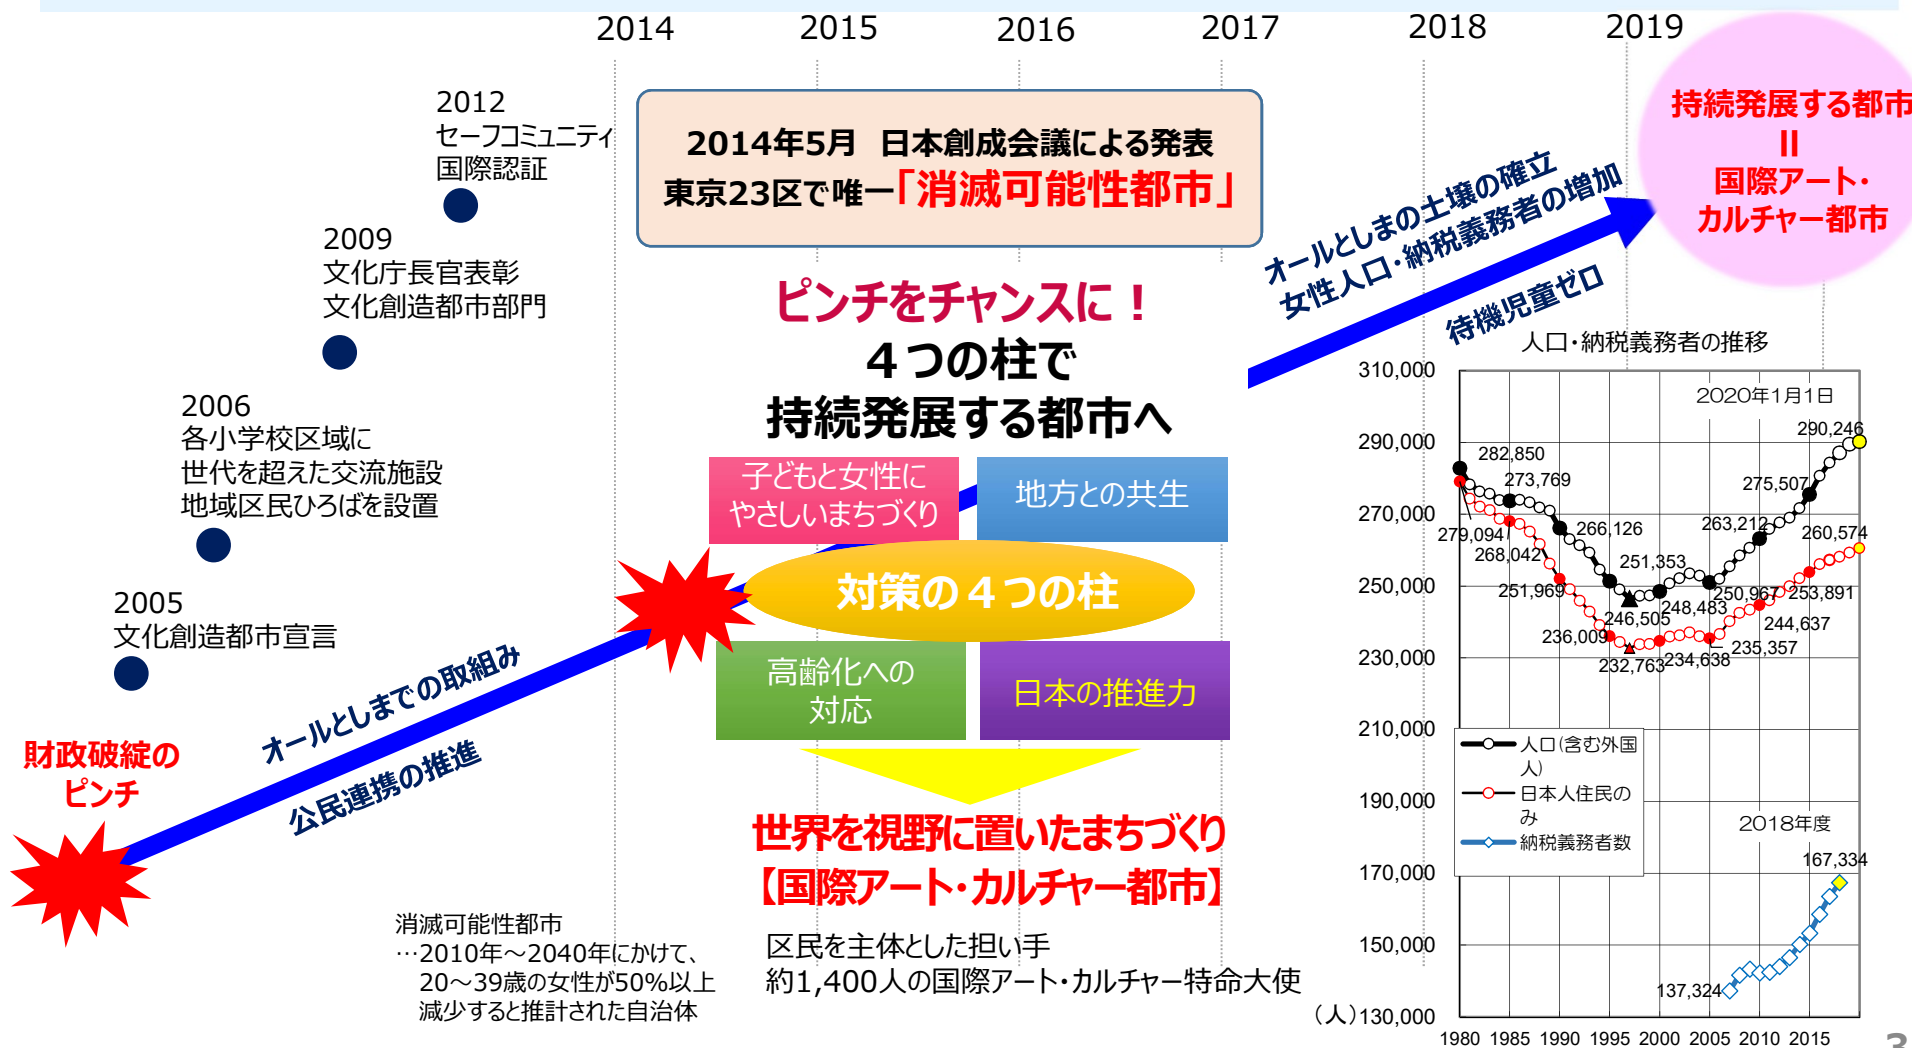 2014
2015
2016
2017
2018
2019
2012
セーフコミュニティ
国際認証
2009
文化庁長官表彰
文化創造都市部門
2006
各小学校区域に
世代を超えた交流施設
地域区民ひろばを設置
2005
文化創造都市宣言
財政破綻の
ピンチ
オールとしまでの取組み
公民連携の推進
2014年5月 日本創成会議による発表
東京23区で唯一「消滅可能性都市」
ピンチをチャンスに！
４つの柱で
持続発展する都市へ
子どもと女性に
やさしいまちづくり
地方との共生
対策の４つの柱
高齢化への
対応
日本の推進力
世界を視野に置いたまちづくり
【国際アート・カルチャー都市】
区民を主体とした担い手
約1,400人の国際アート・カルチャー特命大使
消滅可能性都市
…2010年～2040年にかけて、
20～39歳の女性が50%以上
減少すると推計された自治体
オールとしまの土壌の確立
女性人口・納税義務者の増加
待機児童ゼロ
持続発展する都市
＝
国際アート・
カルチャー都市
人口・納税義務者の推移
2020年1月1日
310,000
290,000
270,000
250,000
230,000
210,000
190,000
170,000
150,000
（人）130,000
282,850
273,769
266,126
251,353
246,505
248,483
250,967
263,212
275,507
290,246
279,094
268,042
251,969
236,009
232,763
234,638
235,357
244,637
253,891
260,574
人口(含む外国
人)
日本人住民の
み
納税義務者数
2018年度
167,334
137,324
1980 1985 1990 1995 2000 2005 2010 2015
3